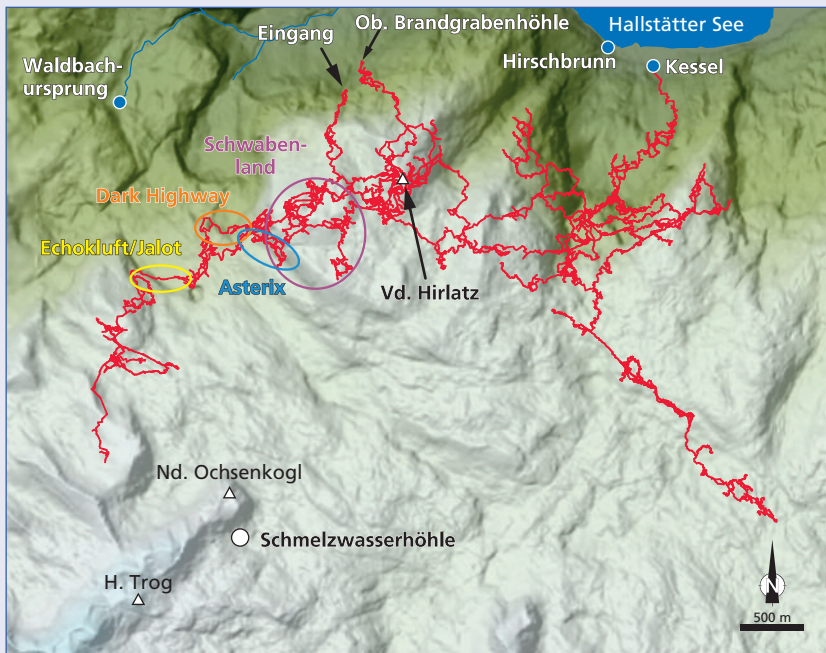 Ob. Brandgrabenhöhle
Hallstätter See
Eingang
Hirschbrunn
Waldbach-
ursprung
Kessel
Schwaben-
land
Dark Highway
Echokluft/Jalot
Asterix
Vd. Hirlatz
Nd. Ochsenkogl
Schmelzwasserhöhle
H. Trog
N
500 m